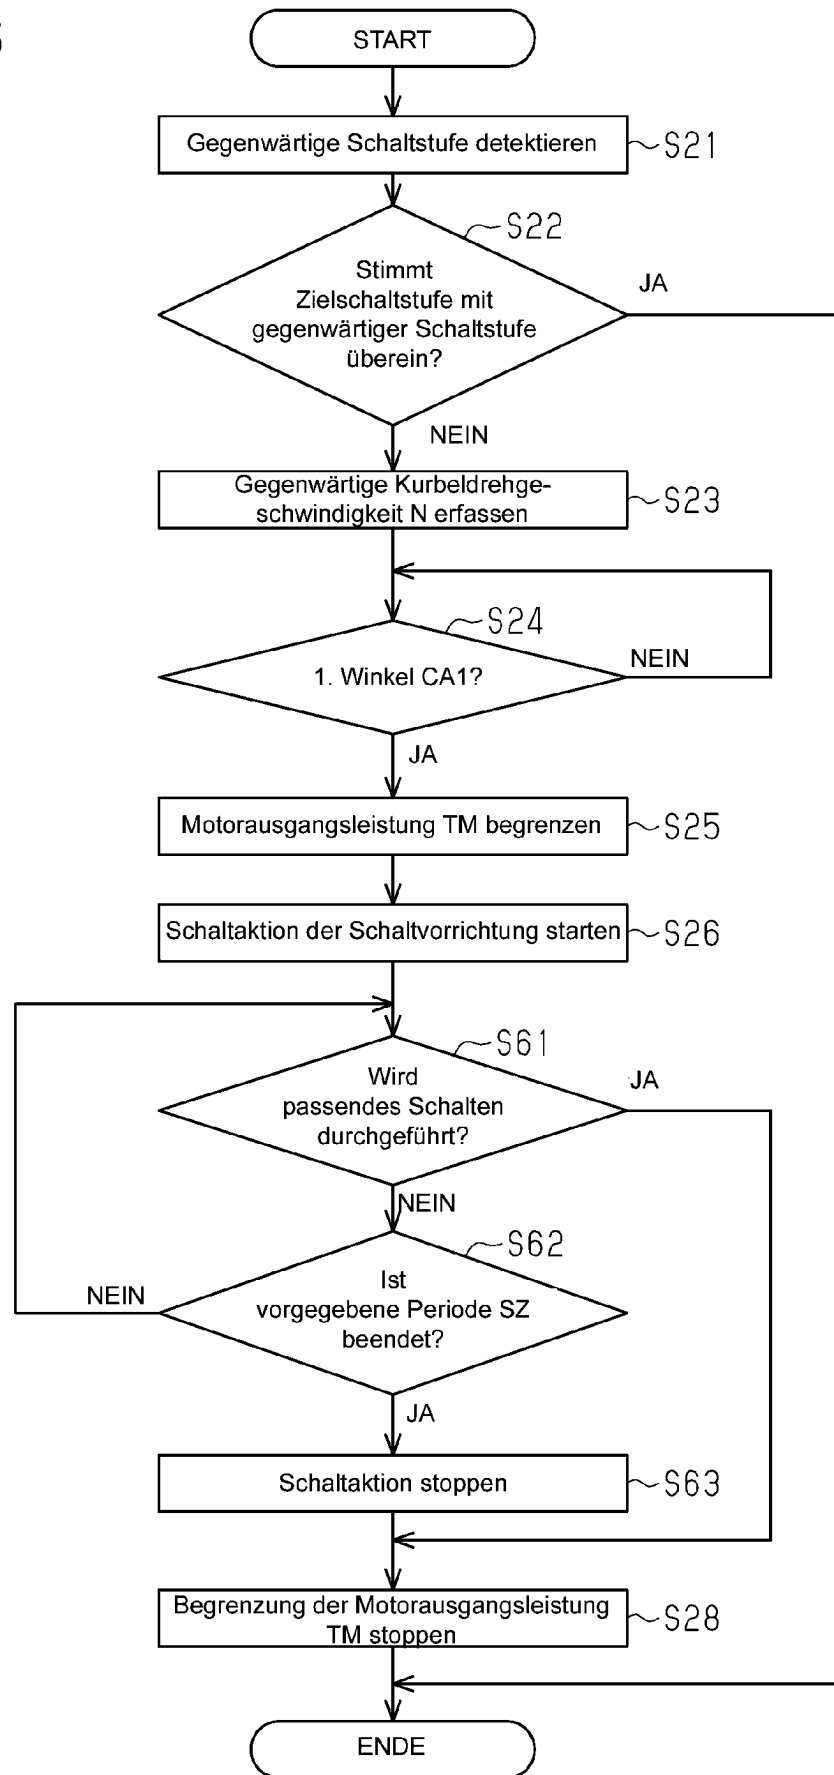 START
Gegenwärtige Schaltstufe detektieren
S21
S22
Stimmt
Zielschaltstufe mit
gegenwärtiger Schaltstufe
überein?
JA
NEIN
Gegenwärtige Kurbeldrehge-
schwindigkeit N erfassen
S23
S24
1. Winkel CA1?
NEIN
JA
Motorausgangsleistung TM begrenzen
S25
Schaltaktion der Schaltvorrichtung starten
S26
S61
Wird
passendes Schalten
durchgeführt?
JA
NEIN
S62
Ist
vorgegebene Periode SZ
beendet?
NEIN
JA
Schaltaktion stoppen
S63
Begrenzung der Motorausgangsleistung
TM stoppen
S28
ENDE